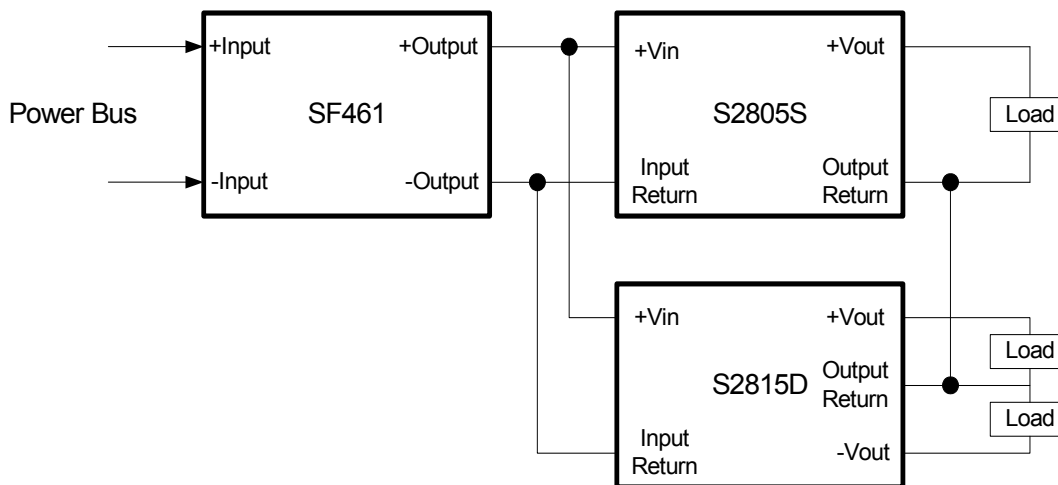 +Input
+Output
+Vin
+Vout
Power Bus
SF461
S2805S
Load
-Input
-Output
Input
Return
Output
Return
+Vin
+Vout
Load
S2815D
Output
Return
Load
Input
Return
-Vout